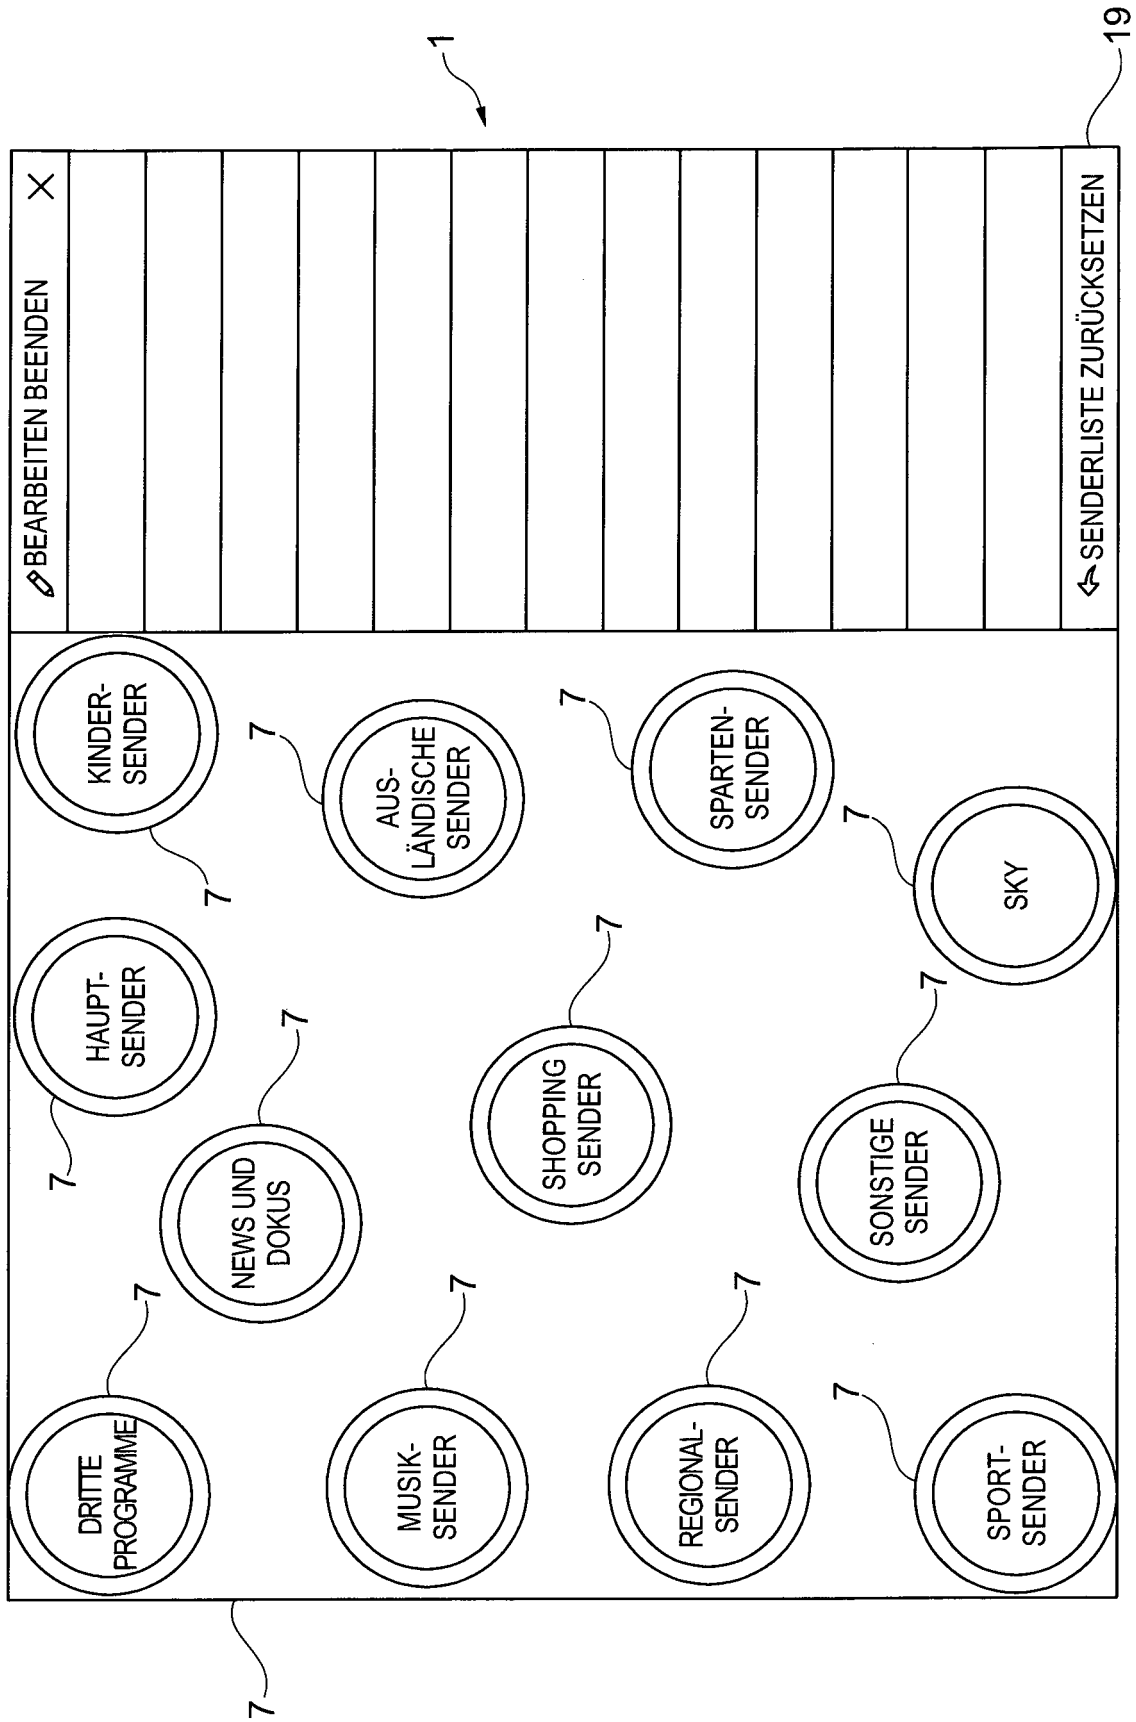 BEARBEITEN BEENDEN X
7
DRITTE
PROGRAMME
7
HAUPT-
SENDER
KINDER-
SENDER
7
7
7
7
NEWS UND
DOKUS
7
AUS-
LÄNDISCHE
SENDER
1
MUSIK-
SENDER
7
7
SHOPPING
SENDER
7
REGIONAL-
SENDER
7
SPARTEN-
SENDER
7
7
SONSTIGE
SENDER
7
SPORT-
SENDER
SKY
SENDERLISTE ZURÜCKSETZEN
19